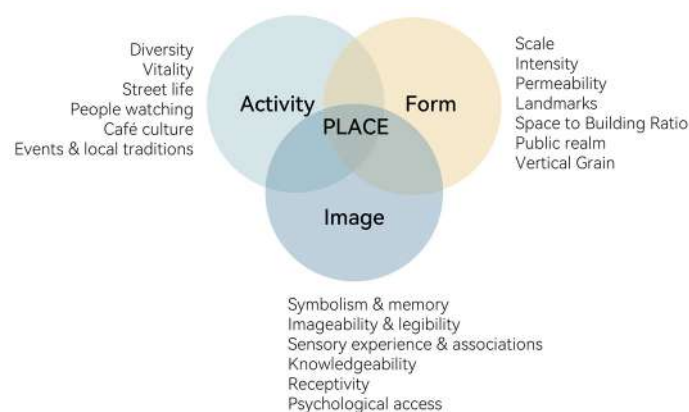 Diversity
Vitality
Street life
People watching
Café culture
Events & local traditions
Activity
Form
PLACE
Image
Scale
Intensity
Permeability
Landmarks
Space to Building Ratio
Public realm
Vertical Grain
Symbolism & memory
Imageability & legibility
Sensory experience & associations
Knowledgeability
Receptivity
Psychological access